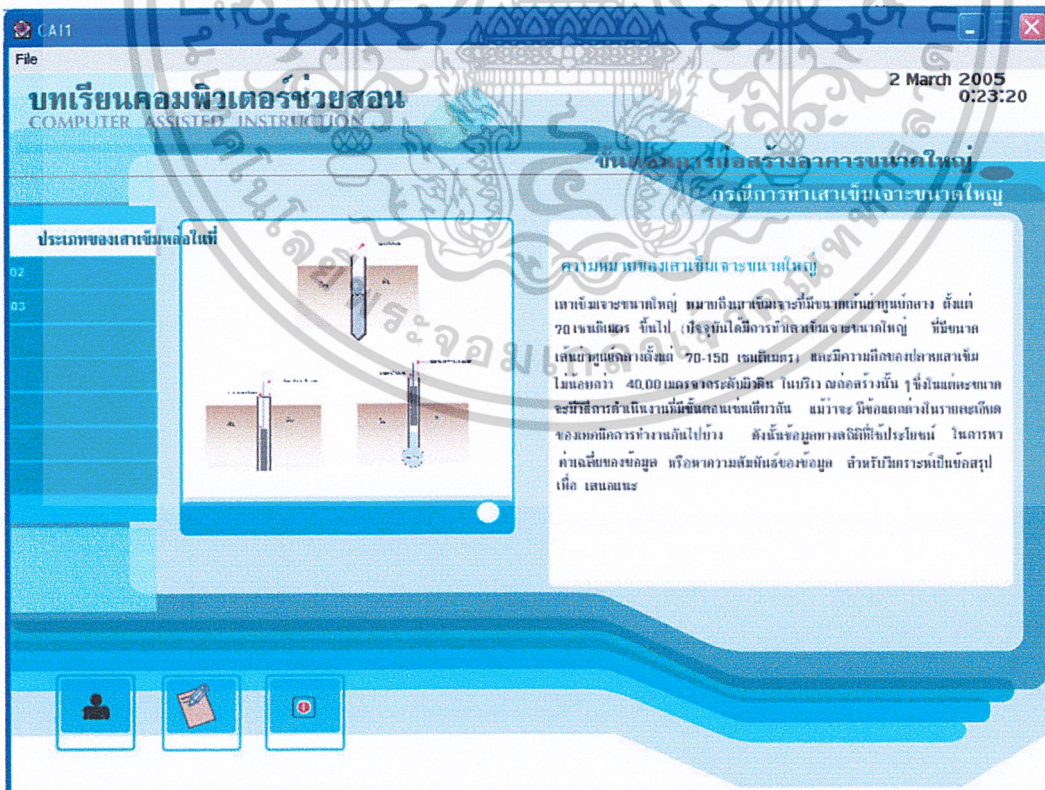 CAI1
File
2 March 2005
0:23:20
บทเรียนคอมพิวเตอร์ช่วยสอน
COMPUTER ASSISTED INSTRUCTION
ขั้นตอนการก่อสร้างอาคารขนาดใหญ่
กรณีการทำเสาเข็มเจาะขนาดใหญ่
ประเภทของเสาเข็มหล่อในที่
02
03
ความหมายของเสาเข็มเจาะขนาดใหญ่
เสาเข็มเจาะขนาดใหญ่ หมายถึงเสาเข็มเจาะที่มีขนาดเส้นผ่าศูนย์กลาง ตั้งแต่
70 เซนติเมตร ขึ้นไป (ปัจจุบันได้มีการทำเสาเข็มเจาะขนาดใหญ่ ที่มีขนาด
เส้นผ่าศูนย์กลางตั้งแต่ 70-150 เซนติเมตร) และมีความลึกของปลายเสาเข็ม
ไม่น้อยกว่า 40.00 เมตรจากระดับผิวดิน ในบริเวณก่อสร้างนั้น ๆ ซึ่งในแต่ละขนาด
จะมีวิธีการดำเนินงานที่มีขั้นตอนเช่นเดียวกัน แม้ว่าจะ มีข้อแตกต่างในรายละเอียด
ของเทคนิคการทำงานกันไปบ้าง ดังนั้นข้อมูลทางสถิติที่ใช้ประโยชน์ ในการหา
ค่าเฉลี่ยของข้อมูล หรือหาความสัมพันธ์ของข้อมูล สำหรับวิเคราะห์เป็นข้อสรุป
เพื่อ เสนอแนะ